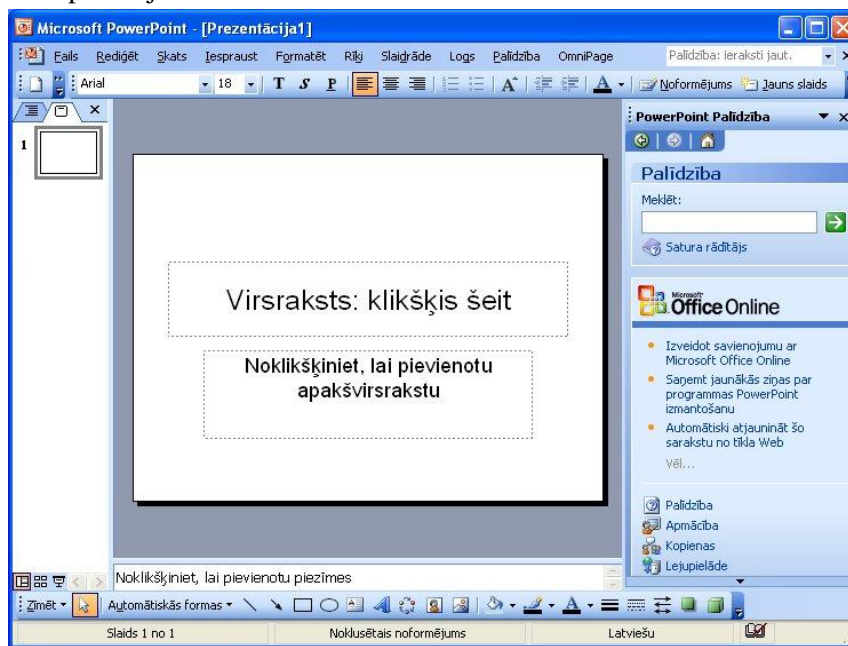 Microsoft PowerPoint - [Prezentācija1]
Fails Rediģēt Skats Iespraust Formatēt Rīki Slaidrāde Logs Palīdzība OmniPage Palīdzība: ieraksti jaut.
Arial 18 T S P A A Noformējums Jauns slaids
PowerPoint Palīdzība
1
Palīdzība
Meklēt:
Satura rādītājs
Virsraksts: klikšķis šeit
Microsoft
Office Online
Noklikšķiniet, lai pievienotu
apakšvirsrakstu
Izveidot savienojumu ar
Microsoft Office Online
Saņemt jaunākās ziņas par
programmas PowerPoint
izmantošanu
Automātiski atjaunināt šo
sarakstu no tīkla Web
Vēl...
Palīdzība
Apmācība
Kopienas
Lejupielāde
Noklikšķiniet, lai pievienotu piezīmes
Zīmēt Automātiskās formas A A
Slaids 1 no 1 Noklusētais noformējums Latviešu